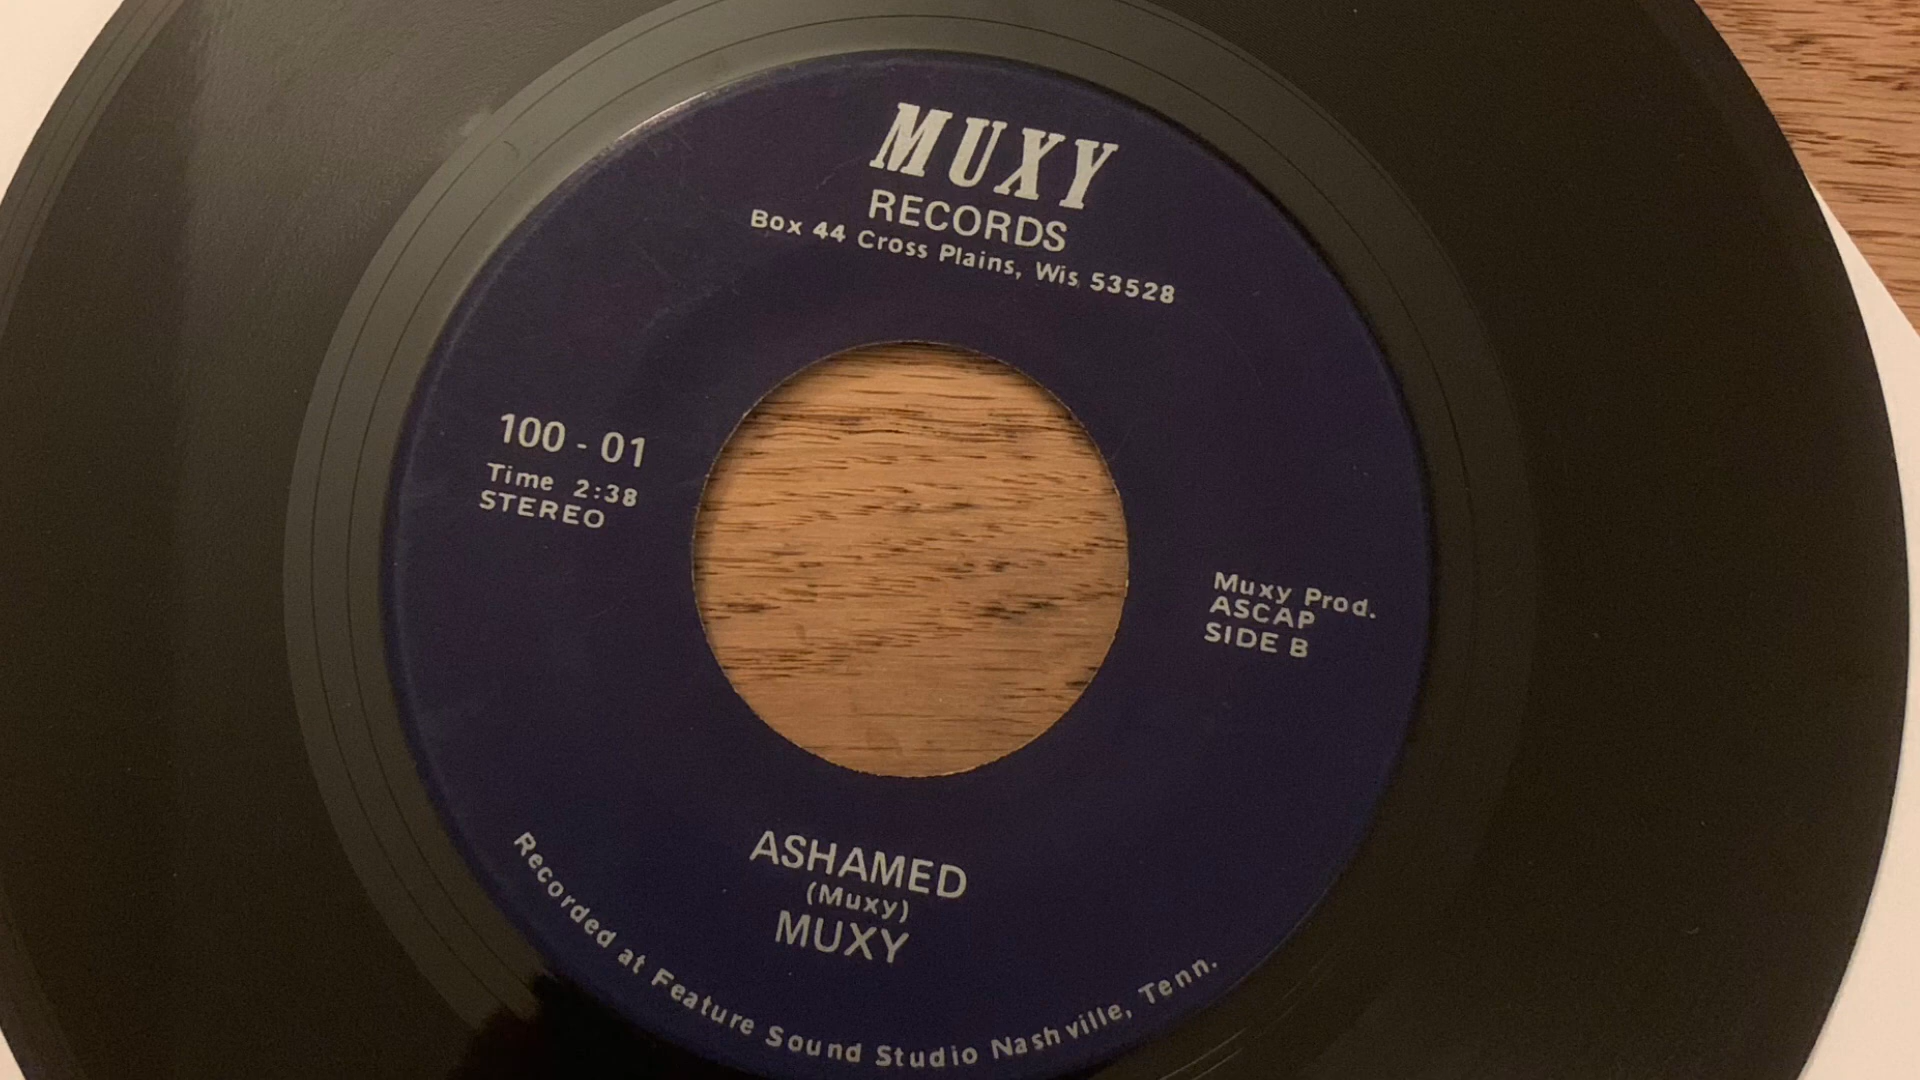 MUXY
RECORDS
Box 44 Cross Plains, Wis 53528
100 - 01
Time 2:38
STEREO
Muxy Prod.
ASCAP
SIDE B
ASHAMED
(Muxy)
MUXY
Recorded at Feature Sound Studio Nashville, Tenn.